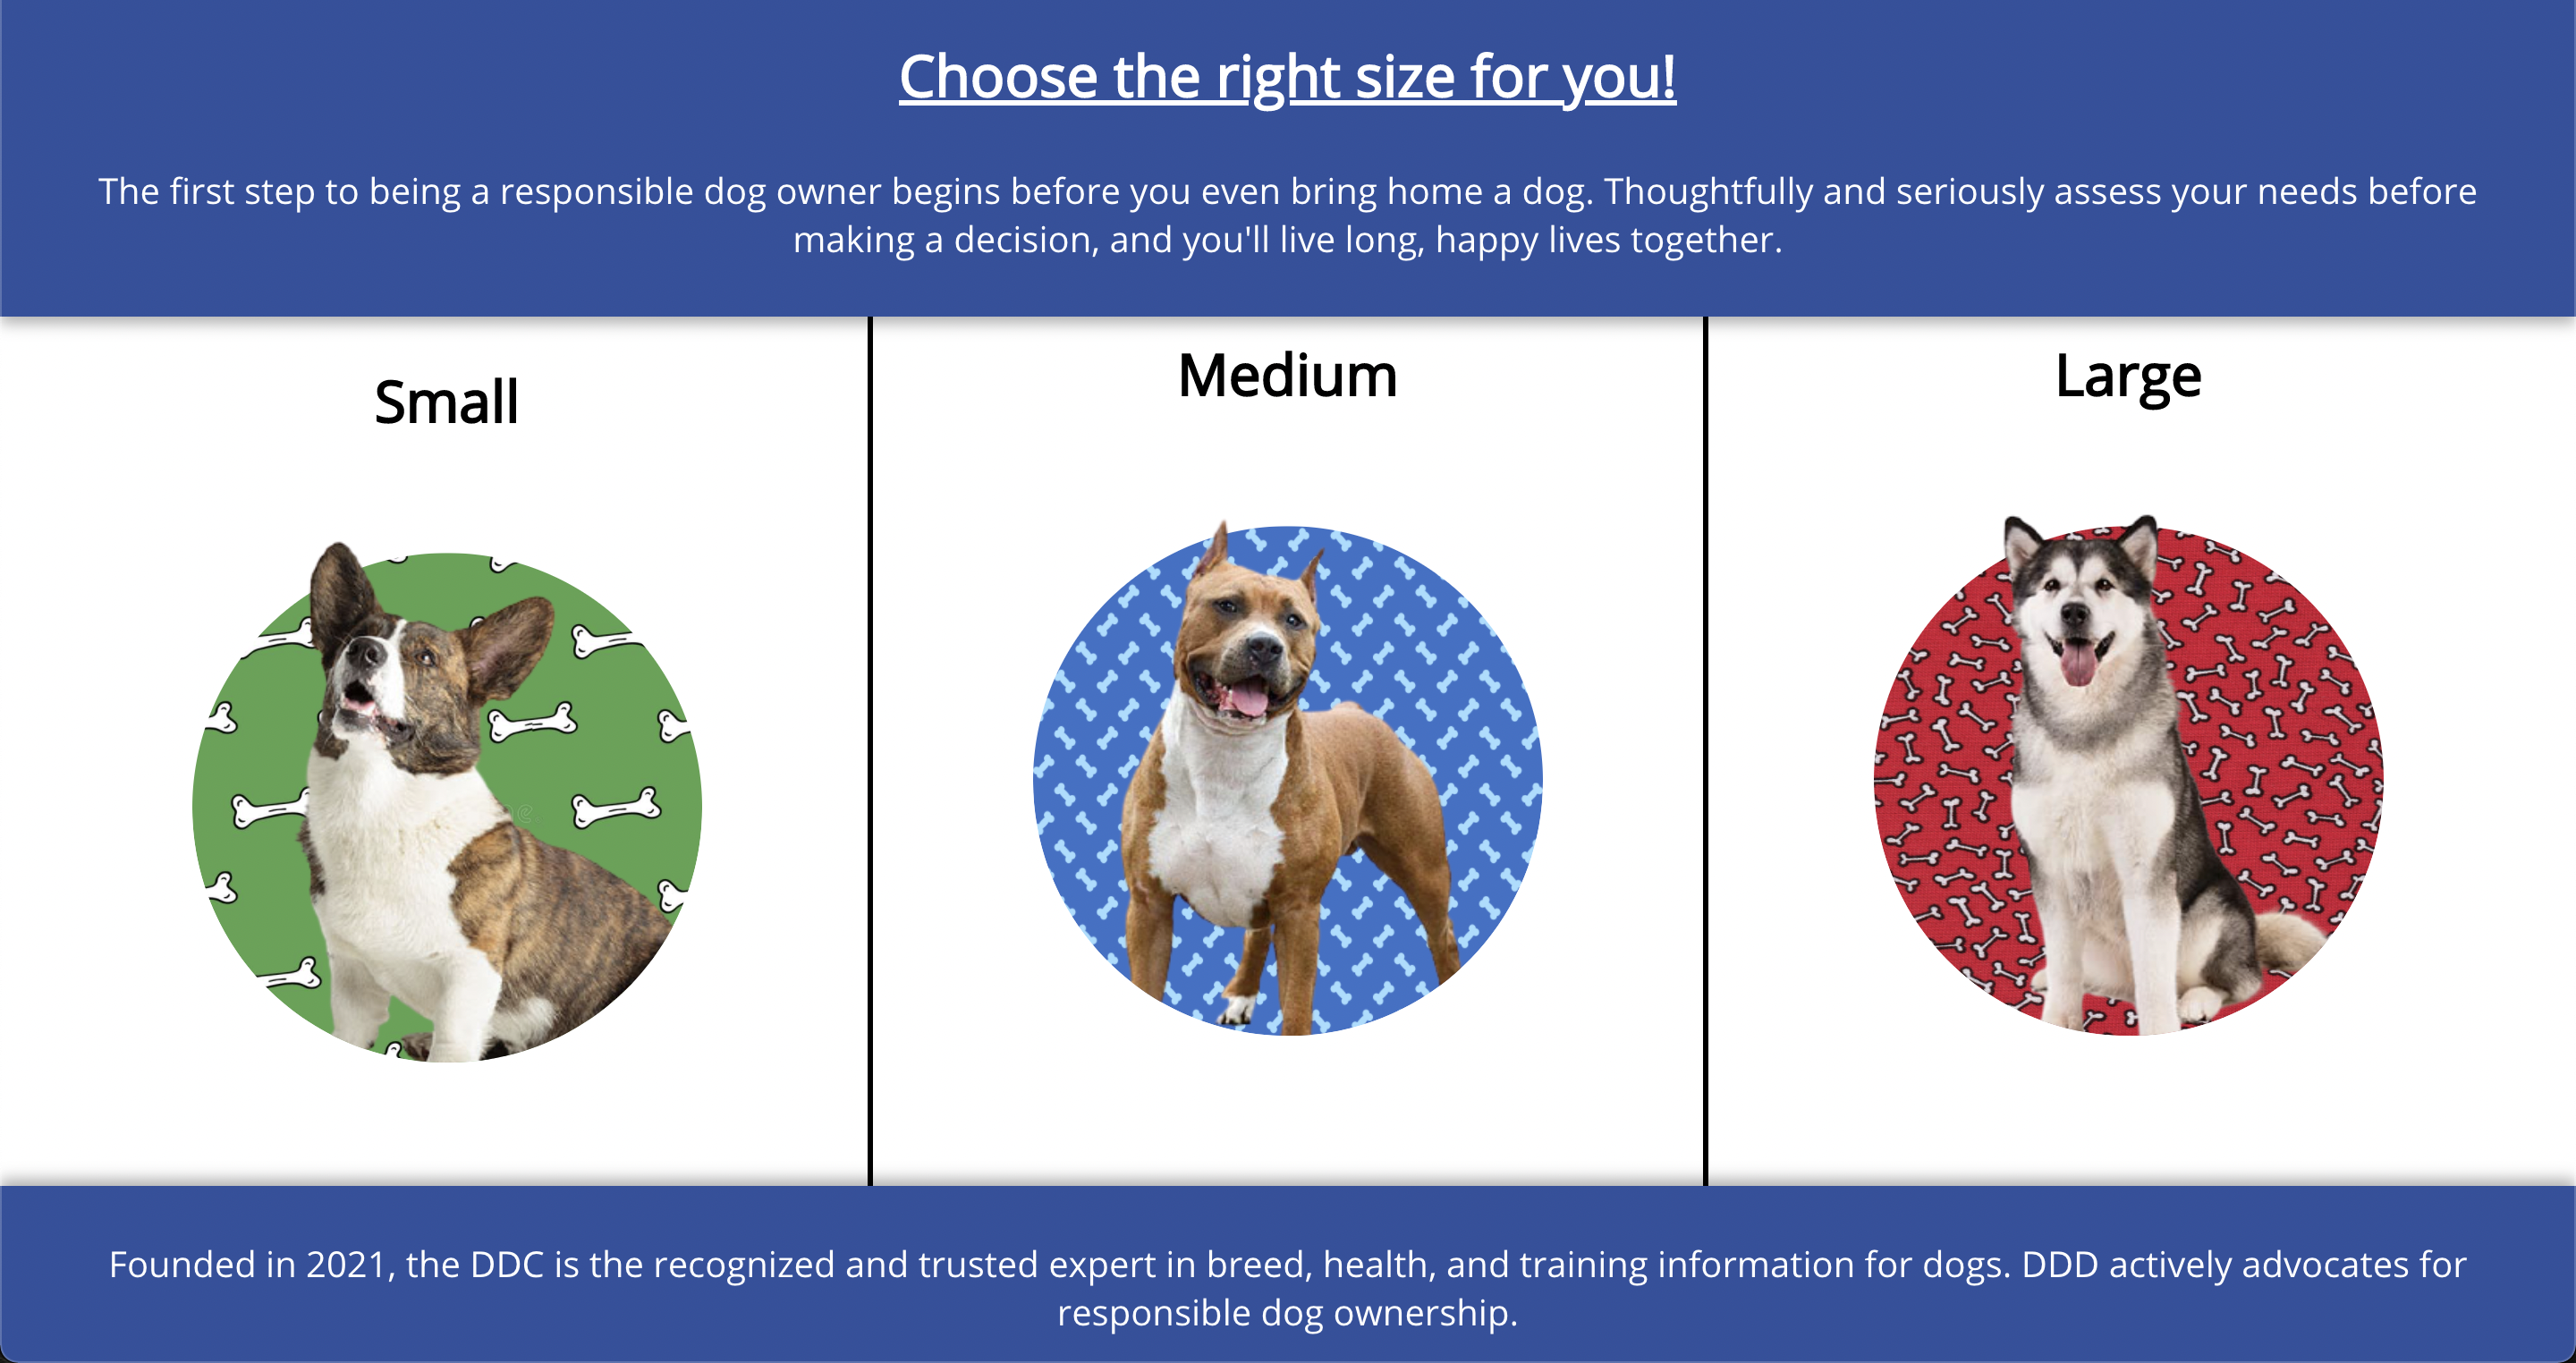 Choose the right size for you!
The first step to being a responsible dog owner begins before you even bring home a dog. Thoughtfully and seriously assess your needs before
making a decision, and you'll live long, happy lives together.
Small
Medium
Large
Founded in 2021, the DDC is the recognized and trusted expert in breed, health, and training information for dogs. DDD actively advocates for
responsible dog ownership.